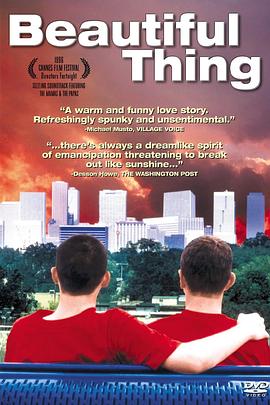 Beautiful
Thing
1996
CANNES FILM FESTIVAL
Directors Fortnight
SIZZLING SOUNDTRACK FEATURING
THE MAMAS & THE PAPAS
“A warm and funny love story.
Refreshingly spunky and unsentimental.”
-Michael Musto, VILLAGE VOICE
“...there's always a dreamlike spirit
of emancipation threatening to break
out like sunshine...”
-Desson Howe, THE WASHINGTON POST
DVD
VIDEO